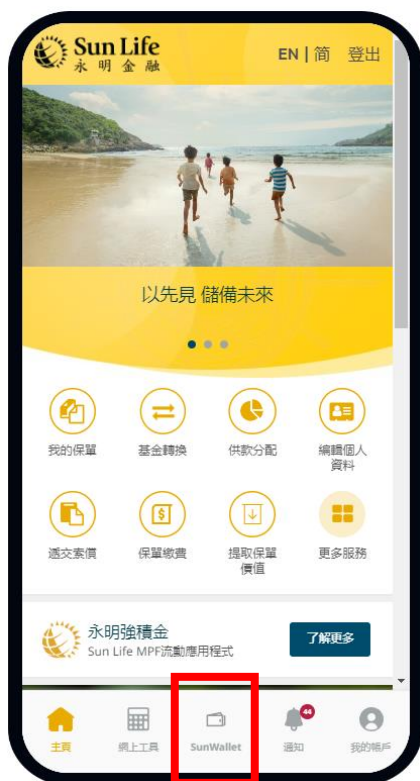 Sun Life
永明金融
EN | 简 登出
以先見 儲備未來
我的保單 基金轉換 供款分配 編輯個人
資料
遞交索償 保單繳費 提取保單
價值 更多服務
永明強積金
Sun Life MPF流動應用程式
了解更多
44
主頁 網上工具 SunWallet 通知 我的帳戶